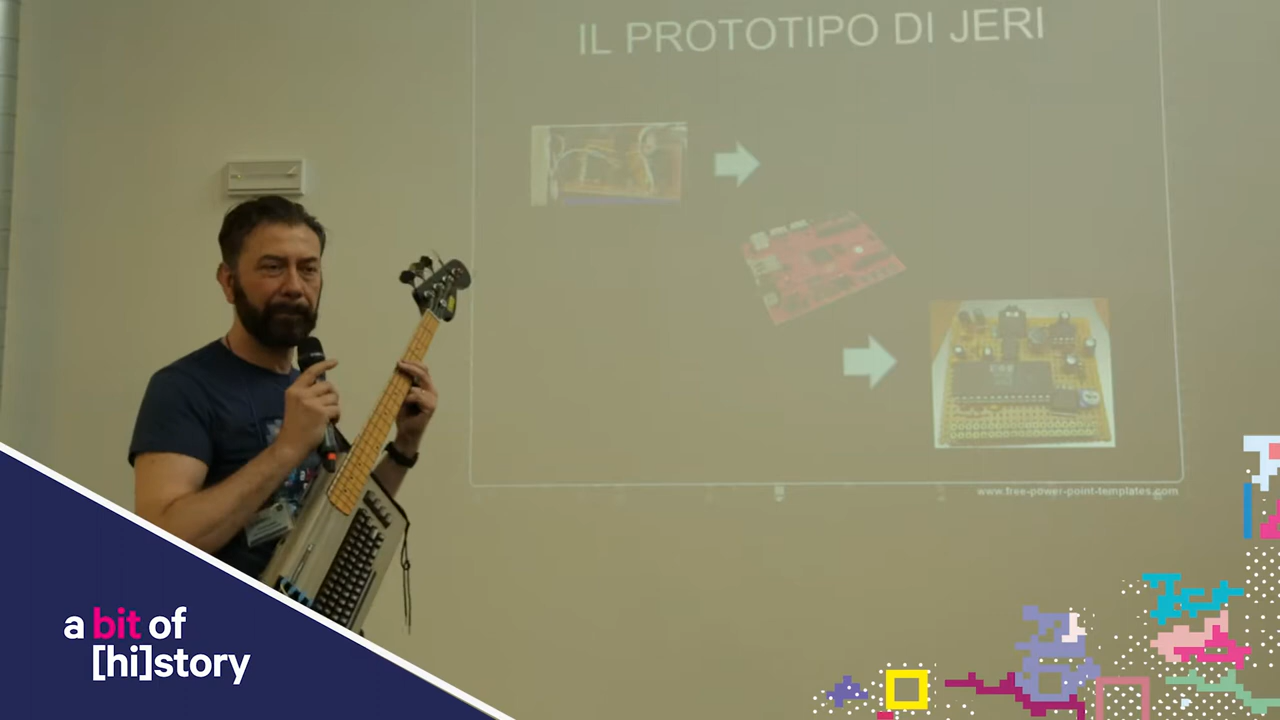 IL PROTOTIPO DI JERI
www.free-power-point-templates.com
a bit of
[hi]story